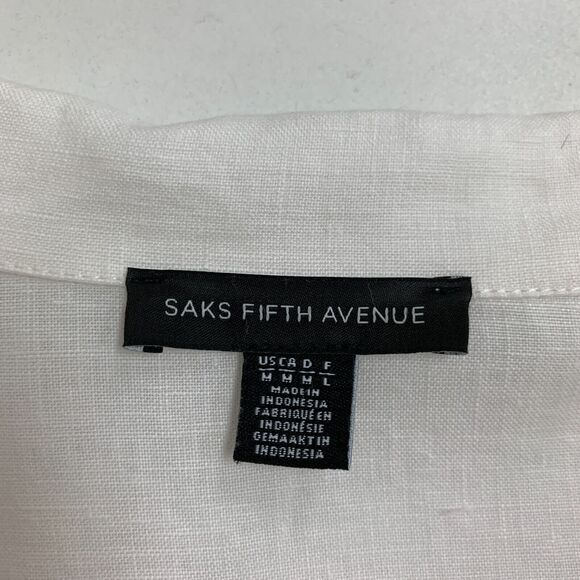 SAKS FIFTH AVENUE
US CA D F
M M M L
MADE IN
INDONESIA
FABRIQUÉ EN
INDONÉSIE
GEMAAKT IN
INDONESIA